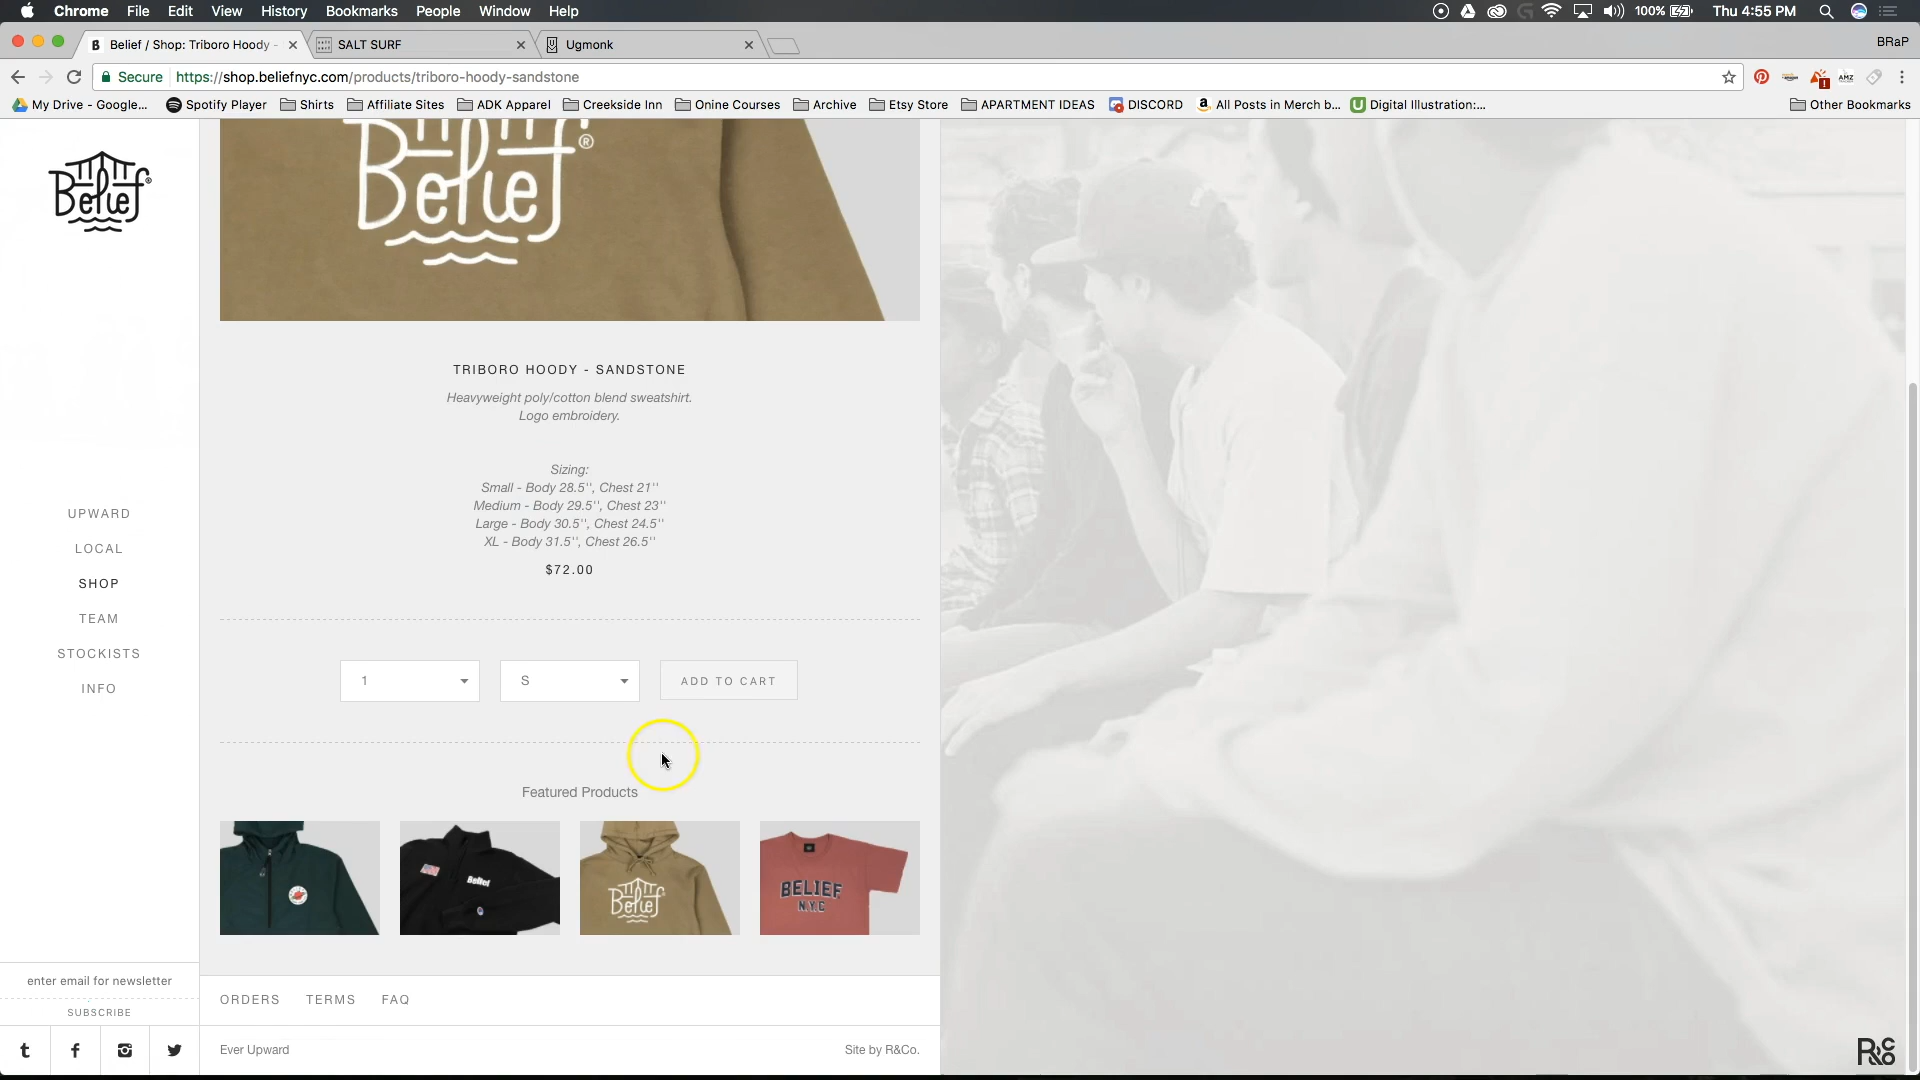 Chrome File Edit View History Bookmarks People Window Help 100% Thu 4:55 PM
B Belief / Shop: Triboro Hoody - SALT SURF Ugmonk BRaP
Secure https://shop.beliefnyc.com/products/triboro-hoody-sandstone AMZ
My Drive - Google... Spotify Player Shirts Affiliate Sites ADK Apparel Creekside Inn Onine Courses Archive Etsy Store APARTMENT IDEAS DISCORD All Posts in Merch b... Digital Illustration:... Other Bookmarks
Belief®
Belief®
TRIBORO HOODY - SANDSTONE
Heavyweight poly/cotton blend sweatshirt.
Logo embroidery.
Sizing:
Small - Body 28.5'', Chest 21''
Medium - Body 29.5'', Chest 23''
Large - Body 30.5'', Chest 24.5''
XL - Body 31.5'', Chest 26.5''
$72.00
UPWARD
LOCAL
SHOP
TEAM
STOCKISTS
INFO
1 S ADD TO CART
Featured Products
Belief
Belief
BELIEF
N.Y.C
enter email for newsletter
SUBSCRIBE
ORDERS TERMS FAQ
Ever Upward Site by R&Co.
R&Co